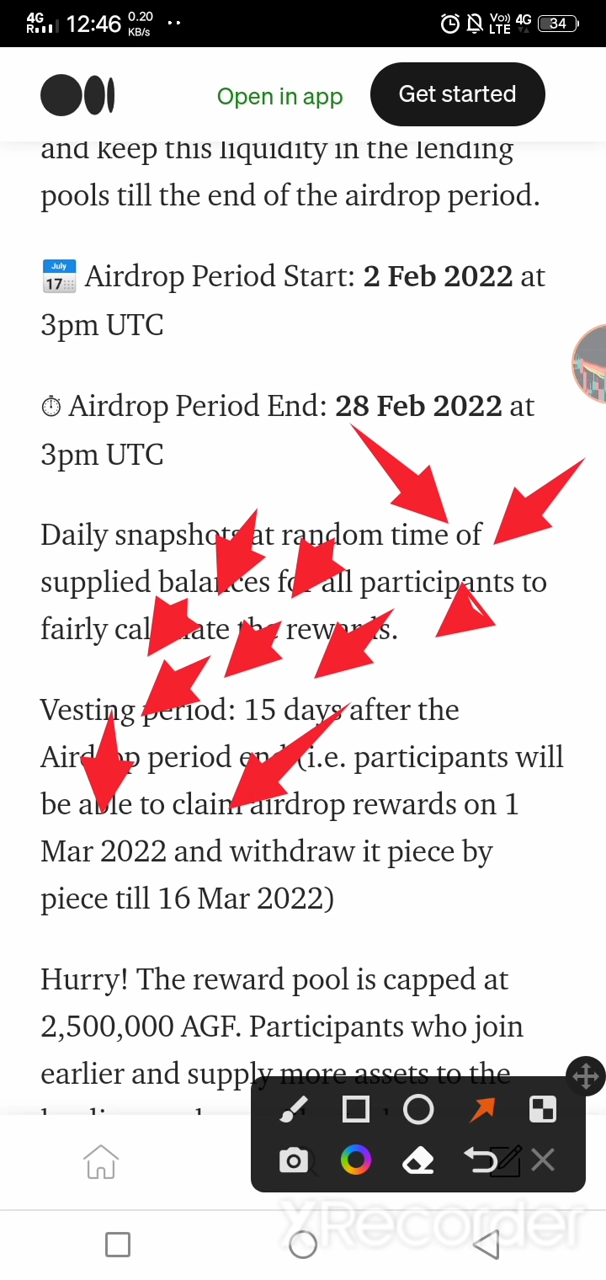 4G
R
12:46
0.20
KB/s
Vo)
LTE
4G
34
Open in app
Get started
and keep this liquidity in the lending
pools till the end of the airdrop period.
July
17
Airdrop Period Start: 2 Feb 2022 at
3pm UTC
Airdrop Period End: 28 Feb 2022 at
3pm UTC
Daily snapshots at random time of
supplied balances for all participants to
fairly calculate the rewards.
Vesting period: 15 days after the
Airdrop period end (i.e. participants will
be able to claim airdrop rewards on 1
Mar 2022 and withdraw it piece by
piece till 16 Mar 2022)
Hurry! The reward pool is capped at
2,500,000 AGF. Participants who join
earlier and supply more assets to the
XRecorder